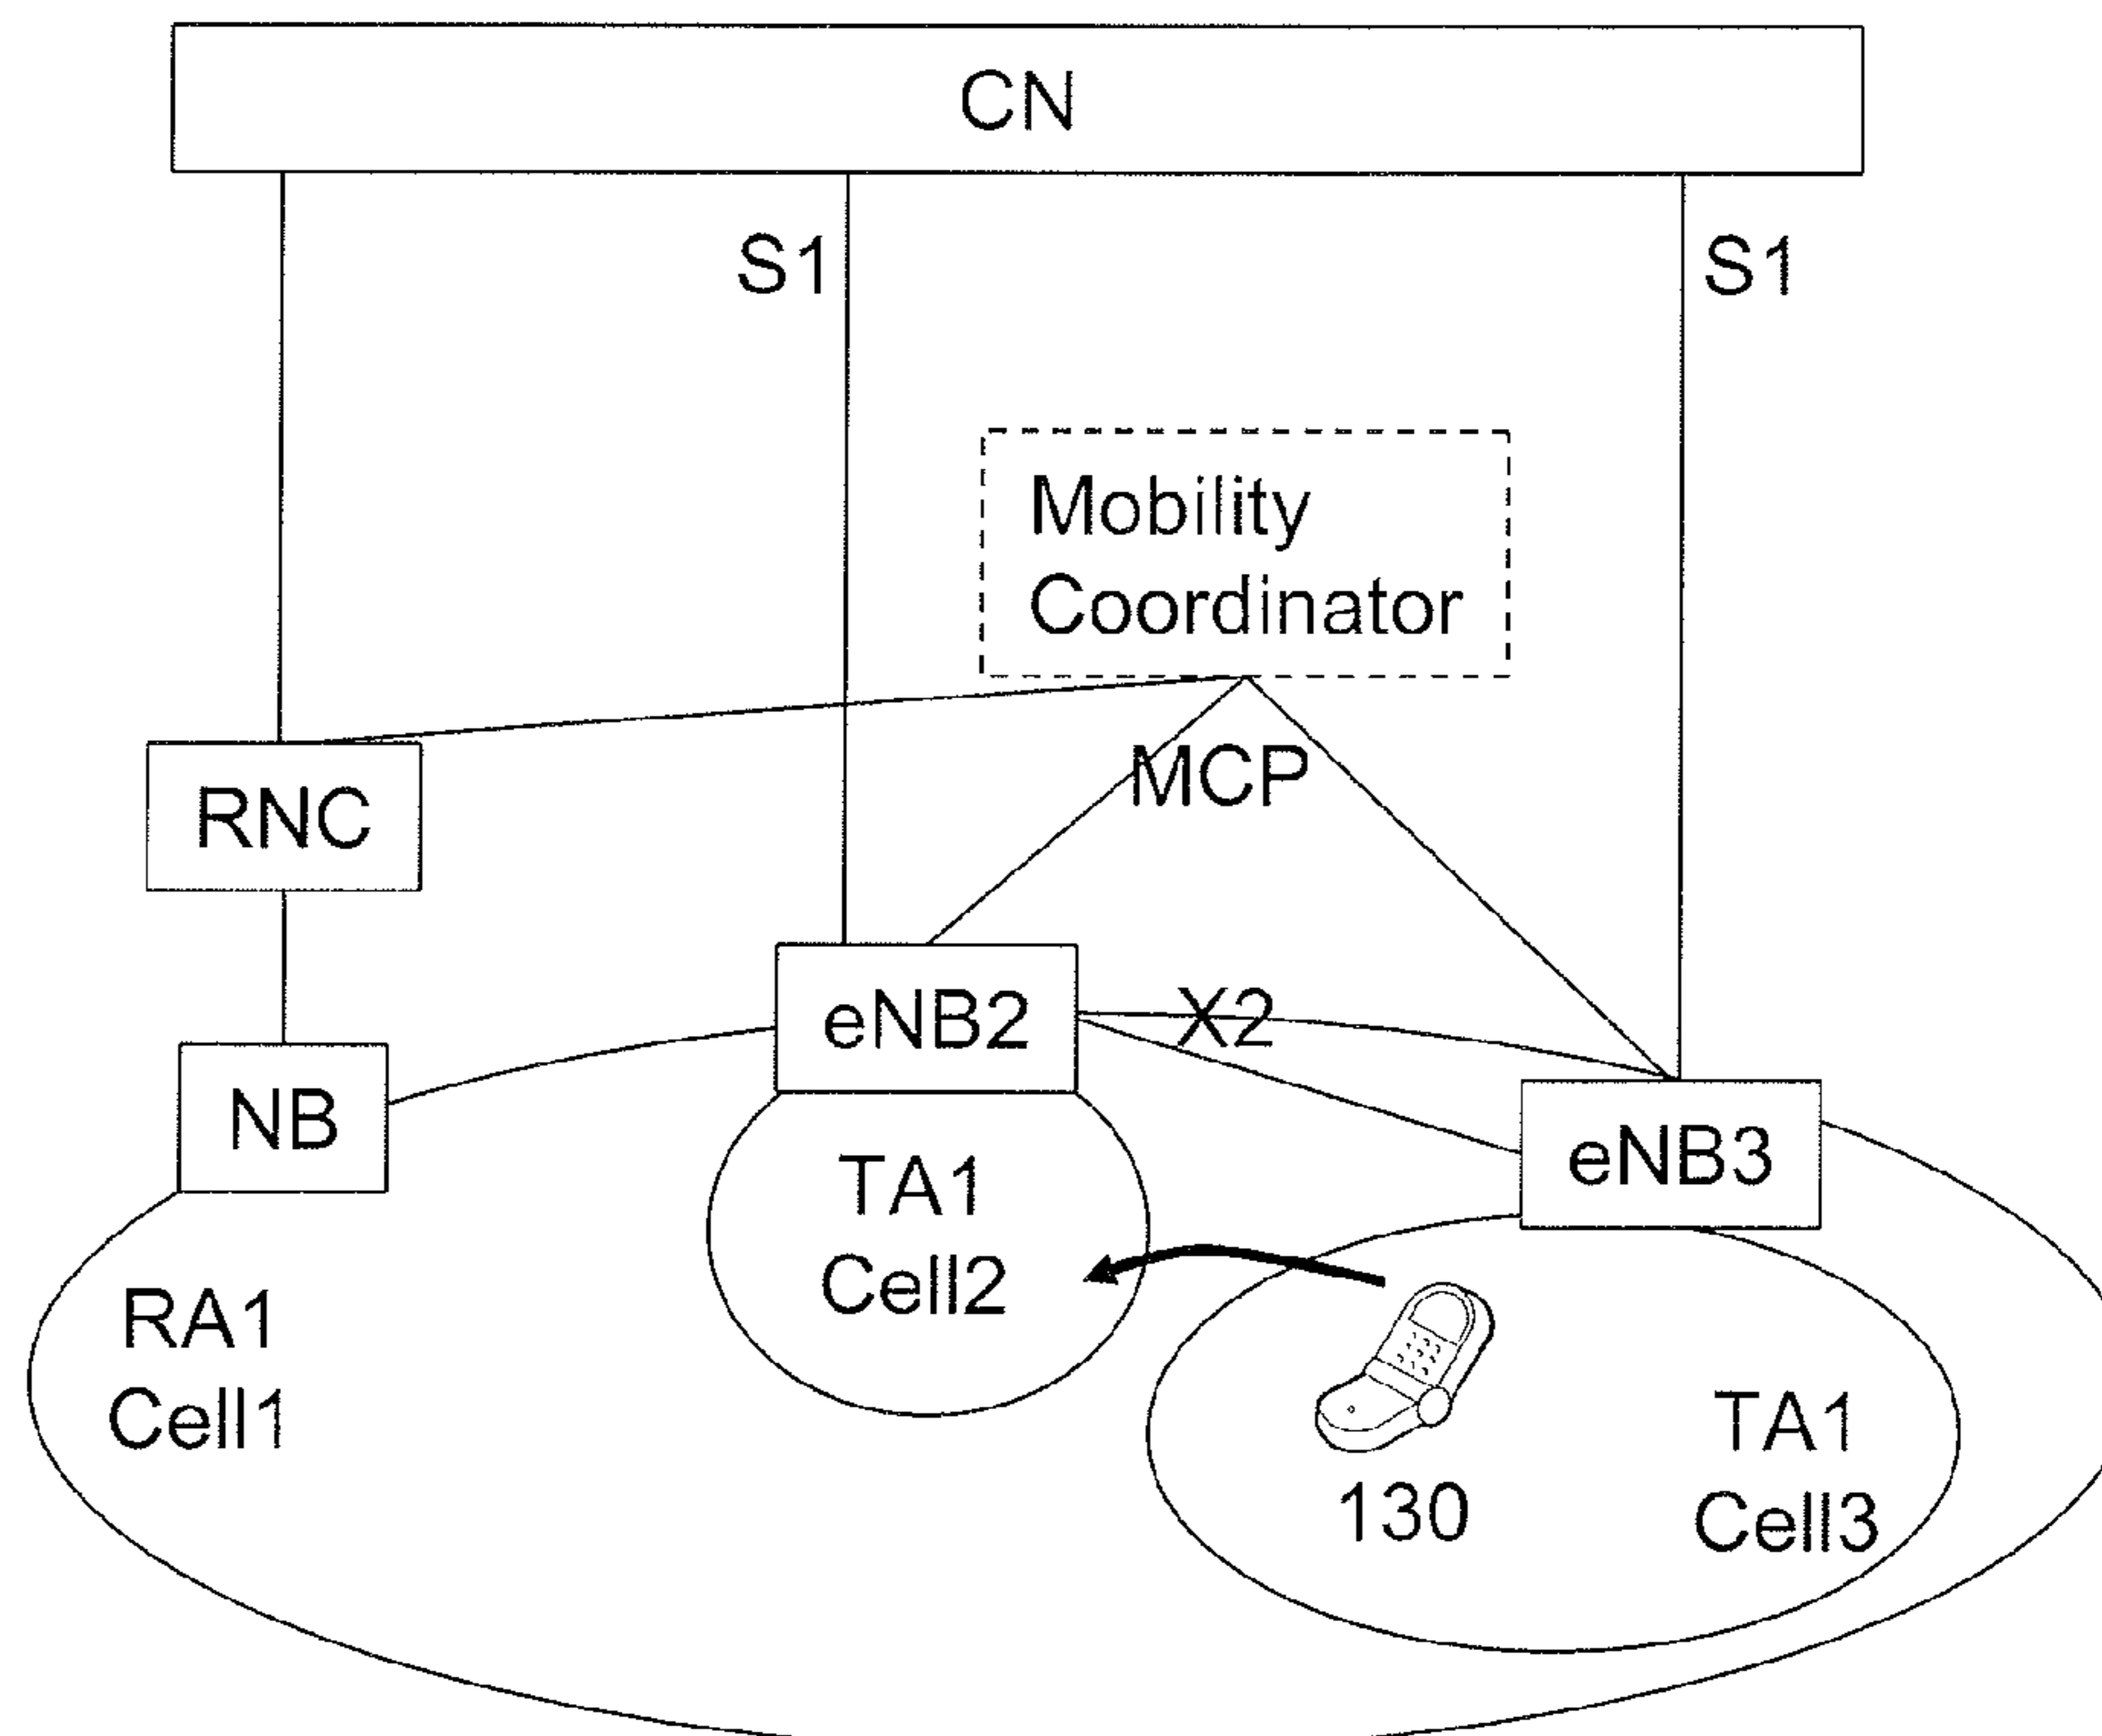 CN
S1
S1
Mobility
Coordinator
MCP
RNC
eNB2
X2
NB
eNB3
TA1
Cell2
RA1
Cell1
130
TA1
Cell3